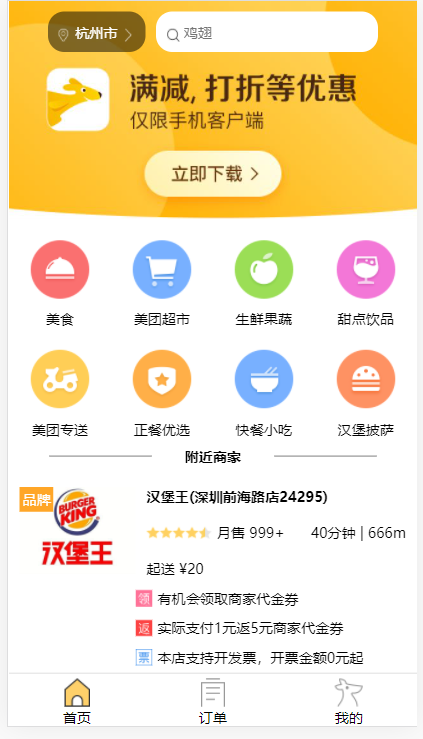 杭州市 鸡翅
满减, 打折等优惠
仅限手机客户端
立即下载
美食 美团超市 生鲜果蔬 甜点饮品
美团专送 正餐优选 快餐小吃 汉堡披萨
附近商家
品牌
BURGER
KING
汉堡王
汉堡王(深圳前海路店24295)
月售 999+ 40分钟 | 666m
起送 ¥20
领 有机会领取商家代金券
返 实际支付1元返5元商家代金券
票 本店支持开发票，开票金额0元起
首页 订单 我的